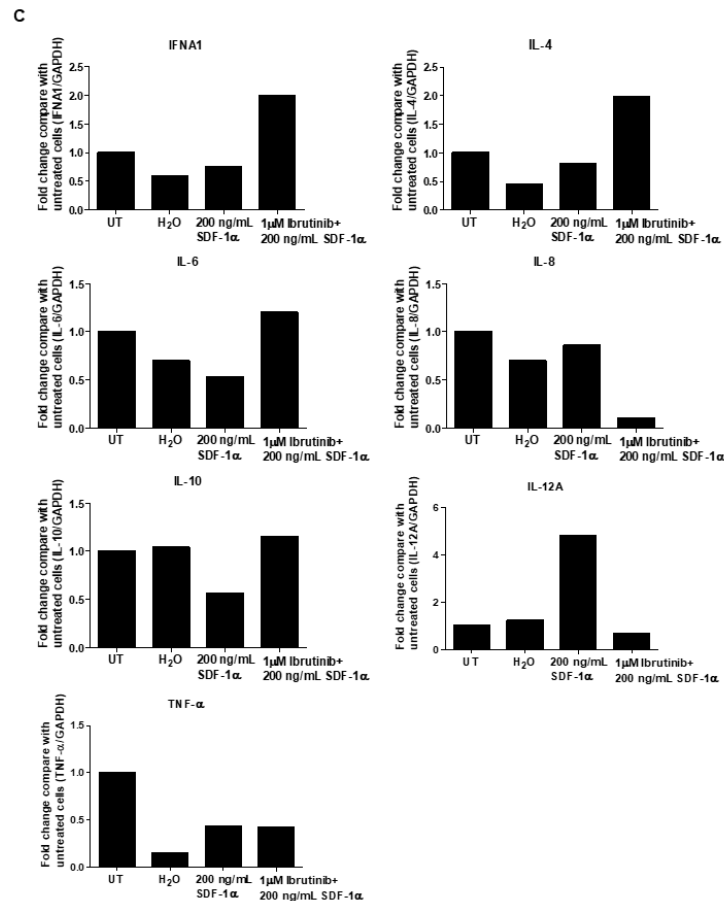 C
IFNA1
Fold change compare with
untreated cells (IFNA1/GAPDH)
2.5
2.0
1.5
1.0
0.5
0.0
UT
H2O
200 ng/mL
SDF-1α
1μM Ibrutinib+
200 ng/mL SDF-1α
IL-4
Fold change compare with
untreated cells (IL-4/GAPDH)
2.5
2.0
1.5
1.0
0.5
0.0
UT
H2O
200 ng/mL
SDF-1α
1μM Ibrutinib+
200 ng/mL SDF-1α
IL-6
Fold change compare with
untreated cells (IL-6/GAPDH)
1.5
1.0
0.5
0.0
UT
H2O
200 ng/mL
SDF-1α
1μM Ibrutinib+
200 ng/mL SDF-1α
IL-8
Fold change compare with
untreated cells (IL-8/GAPDH)
1.5
1.0
0.5
0.0
UT
H2O
200 ng/mL
SDF-1α
1μM Ibrutinib+
200 ng/mL SDF-1α
IL-10
Fold change compare with
untreated cells (IL-10/GAPDH)
1.5
1.0
0.5
0.0
UT
H2O
200 ng/mL
SDF-1α
1μM Ibrutinib+
200 ng/mL SDF-1α
IL-12A
Fold change compare with
untreated cells (IL-12A/GAPDH)
6
4
2
0
UT
H2O
200 ng/mL
SDF-1α
1μM Ibrutinib+
200 ng/mL SDF-1α
TNF-α
Fold change compare with
untreated cells (TNF-α/GAPDH)
1.5
1.0
0.5
0.0
UT
H2O
200 ng/mL
SDF-1α
1μM Ibrutinib+
200 ng/mL SDF-1α